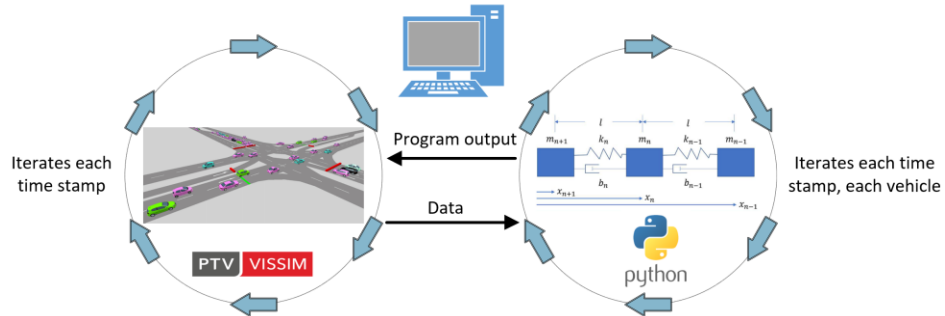 Iterates each
time stamp
PTV VISSIM
Program output
Data
l l
m_{n+1} k_n m_n k_{n-1} m_{n-1}
b_n b_{n-1}
x_{n+1}
x_n
x_{n-1}
python
Iterates each time
stamp, each vehicle